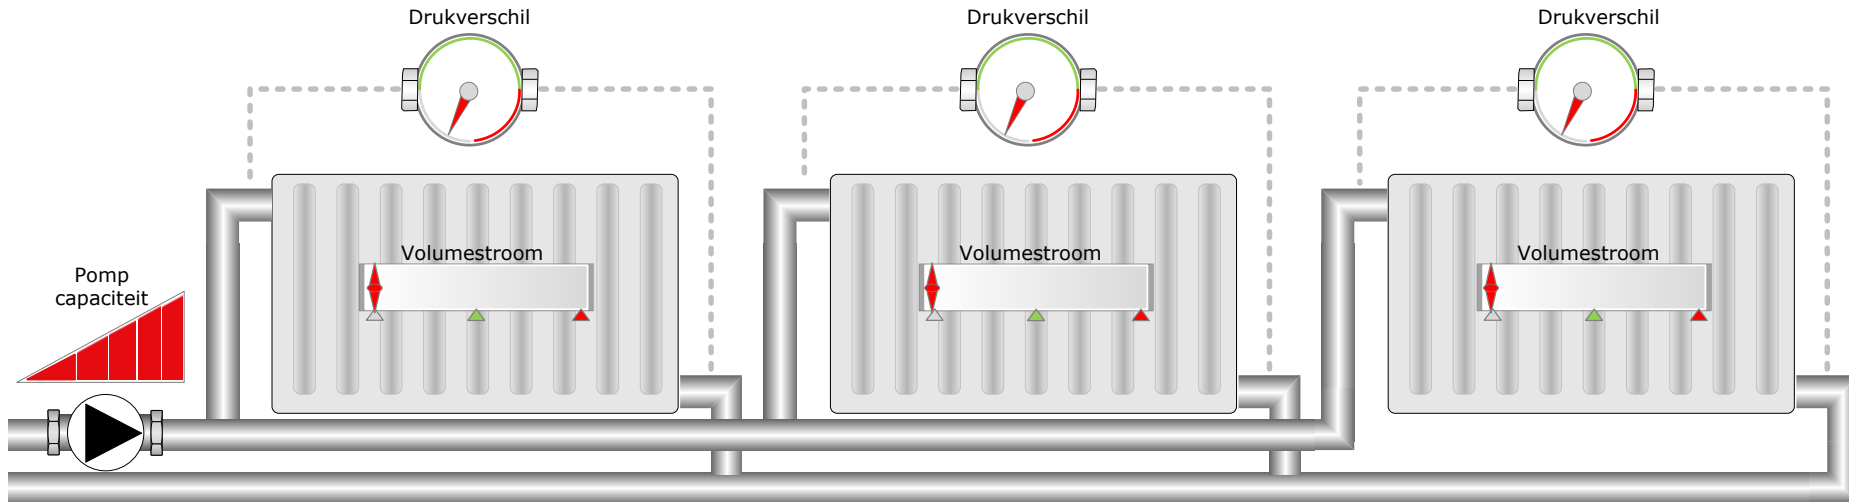 Drukverschil
Drukverschil
Drukverschil
Volumestroom
Volumestroom
Volumestroom
Pomp
capaciteit